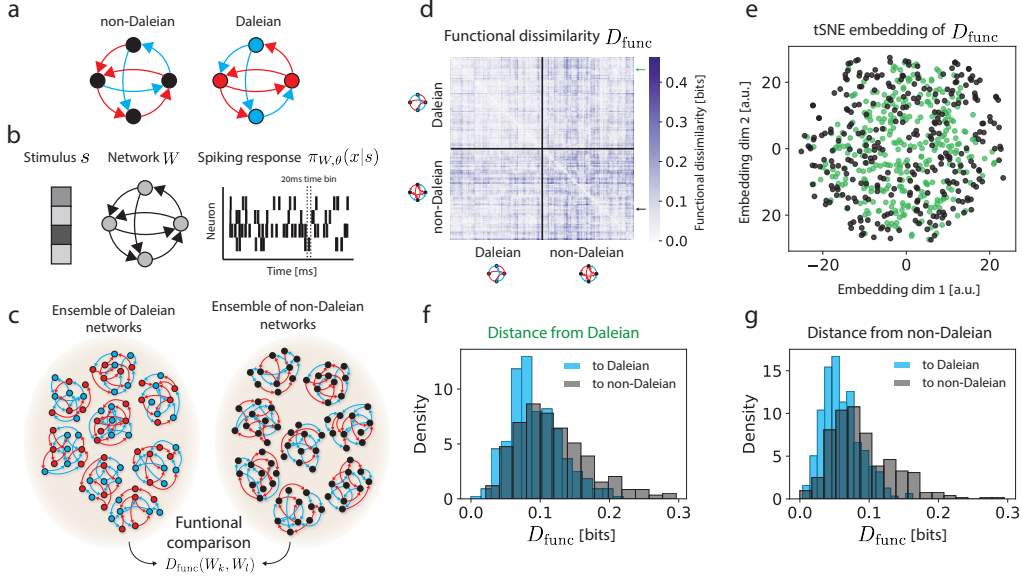 a
non-Daleian
Daleian
b
Stimulus s
Network W
Spiking response π_{W,θ}(x|s)
20ms time bin
Neuron
Time [ms]
c
Ensemble of Daleian
networks
Ensemble of non-Daleian
networks
Funtional
comparison
D_func(W_k, W_l)
d
Functional dissimilarity D_func
Daleian
non-Daleian
Daleian
non-Daleian
0.4
0.3
0.2
0.1
0.0
Functional dissimilarity [bits]
e
tSNE embedding of D_func
Embedding dim 2 [a.u.]
20
0
20
−20
0
20
Embedding dim 1 [a.u.]
f
Distance from Daleian
to Daleian
to non-Daleian
Density
10
5
0
0.0
0.1
0.2
0.3
D_func [bits]
g
Distance from non-Daleian
to Daleian
to non-Daleian
Density
15
10
5
0
0.0
0.1
0.2
0.3
D_func [bits]